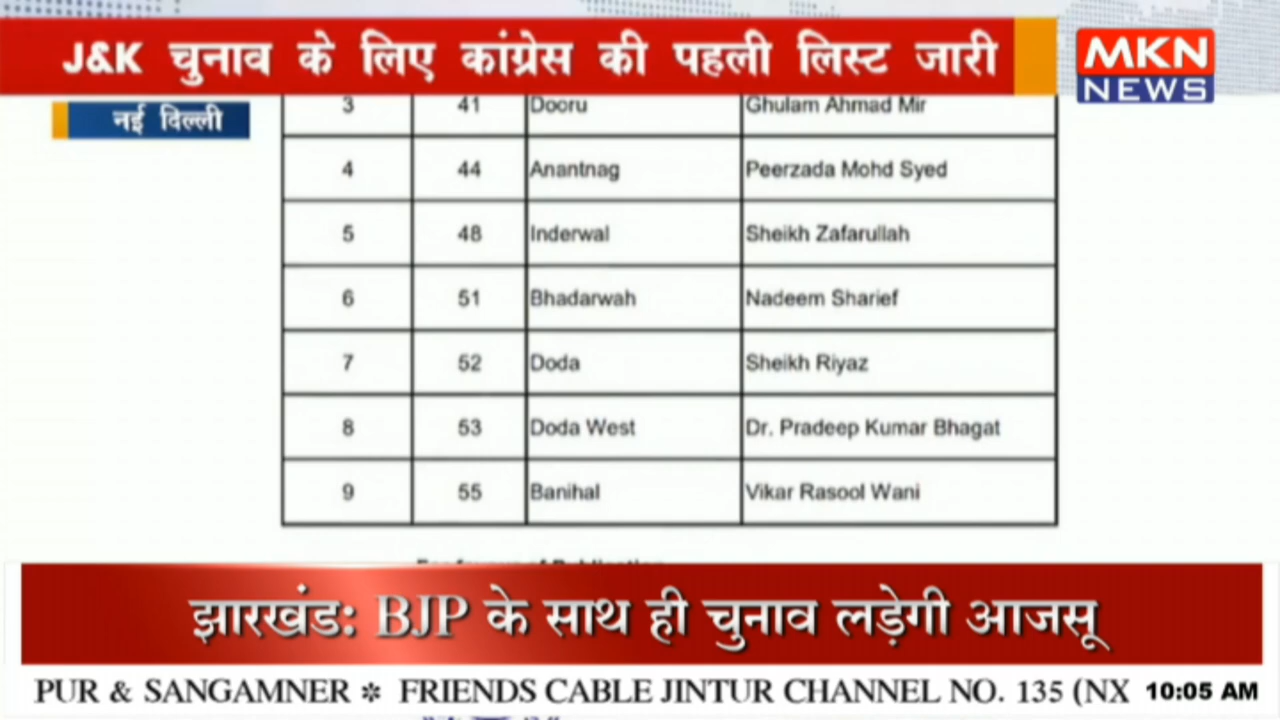 J&K चुनाव के लिए कांग्रेस की पहली लिस्ट जारी
MKN
NEWS
नई दिल्ली
3 41 Dooru Ghulam Ahmad Mir
4 44 Anantnag Peerzada Mohd Syed
5 48 Inderwal Sheikh Zafarullah
6 51 Bhadarwah Nadeem Sharief
7 52 Doda Sheikh Riyaz
8 53 Doda West Dr. Pradeep Kumar Bhagat
9 55 Banihal Vikar Rasool Wani
झारखंड: BJP के साथ ही चुनाव लड़ेगी आजसू
PUR & SANGAMNER ✻ FRIENDS CABLE JINTUR CHANNEL NO. 135 (NX 10:05 AM